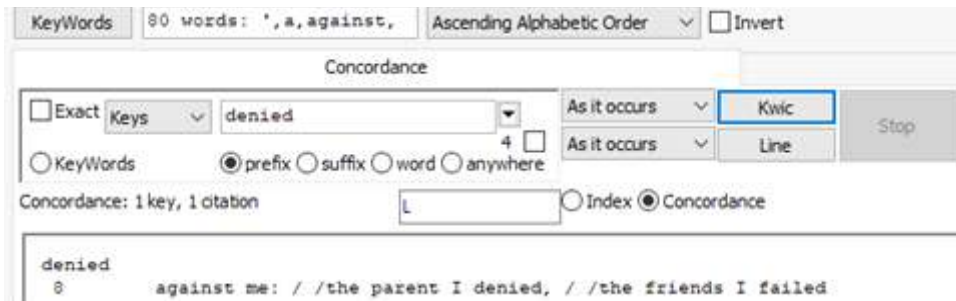 KeyWords 80 words: ',a,against, Ascending Alphabetic Order Invert
Concordance
Exact Keys denied As it occurs Kwic Stop
4 As it occurs Line
KeyWords prefix suffix word anywhere
Concordance: 1 key, 1 citation L Index Concordance
denied
8 against me: / /the parent I denied, / /the friends I failed